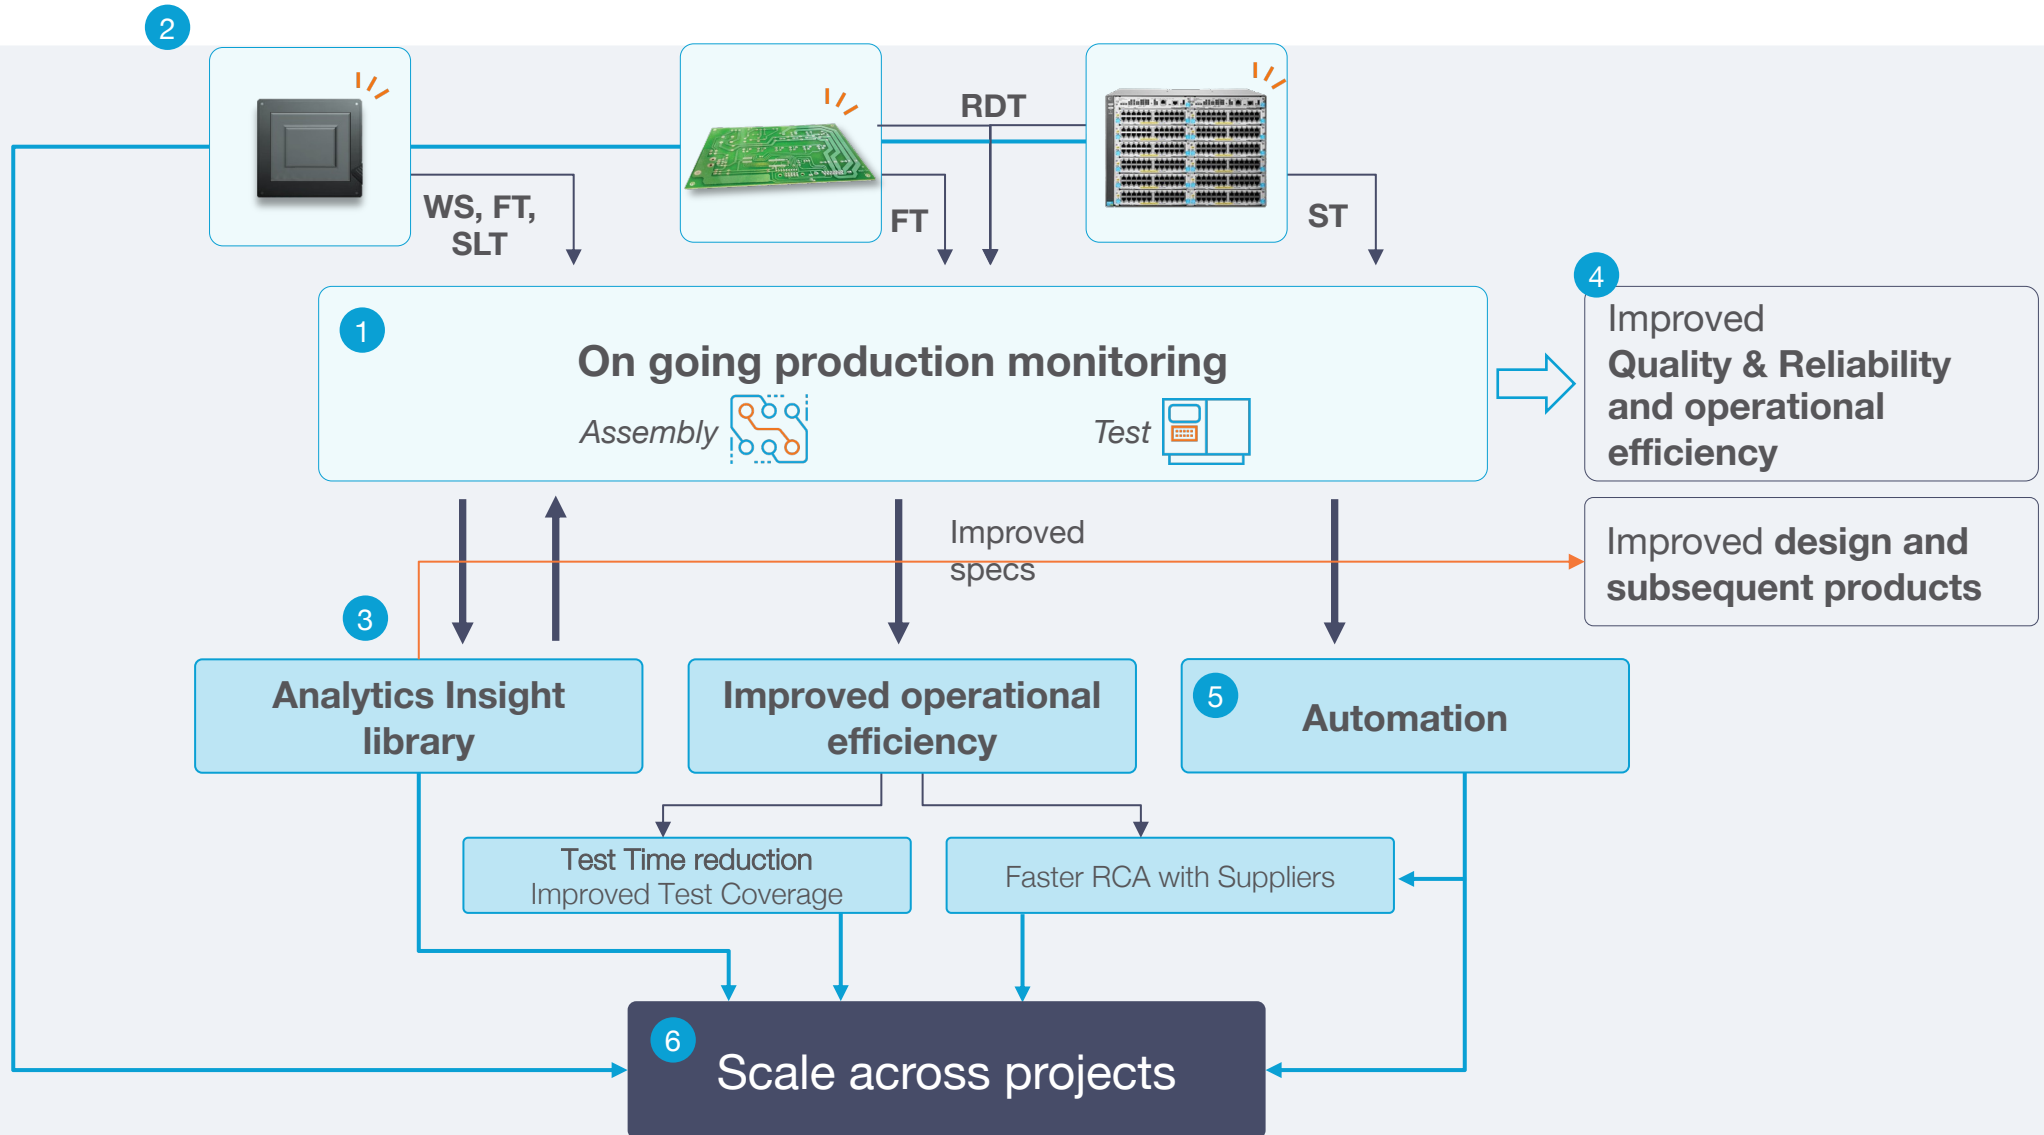 2
RDT
WS, FT,
SLT
FT
ST
1
On going production monitoring
Assembly
Test
4
Improved
Quality & Reliability
and operational
efficiency
Improved
specs
Improved design and
subsequent products
3
Analytics Insight
library
Improved operational
efficiency
5
Automation
Test Time reduction
Improved Test Coverage
Faster RCA with Suppliers
6
Scale across projects